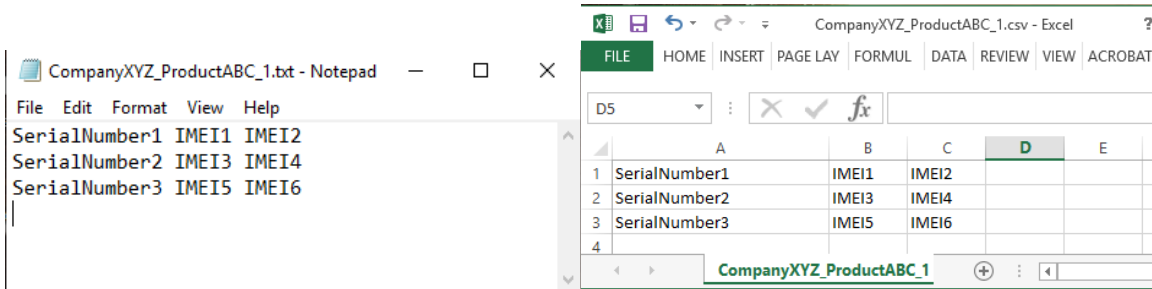 CompanyXYZ_ProductABC_1.txt - Notepad
File Edit Format View Help
SerialNumber1 IMEI1 IMEI2
SerialNumber2 IMEI3 IMEI4
SerialNumber3 IMEI5 IMEI6
CompanyXYZ_ProductABC_1.csv - Excel ?
FILE HOME INSERT PAGE LAY FORMUL DATA REVIEW VIEW ACROBAT
D5 fx
A B C D E
1 SerialNumber1 IMEI1 IMEI2
2 SerialNumber2 IMEI3 IMEI4
3 SerialNumber3 IMEI5 IMEI6
4
CompanyXYZ_ProductABC_1